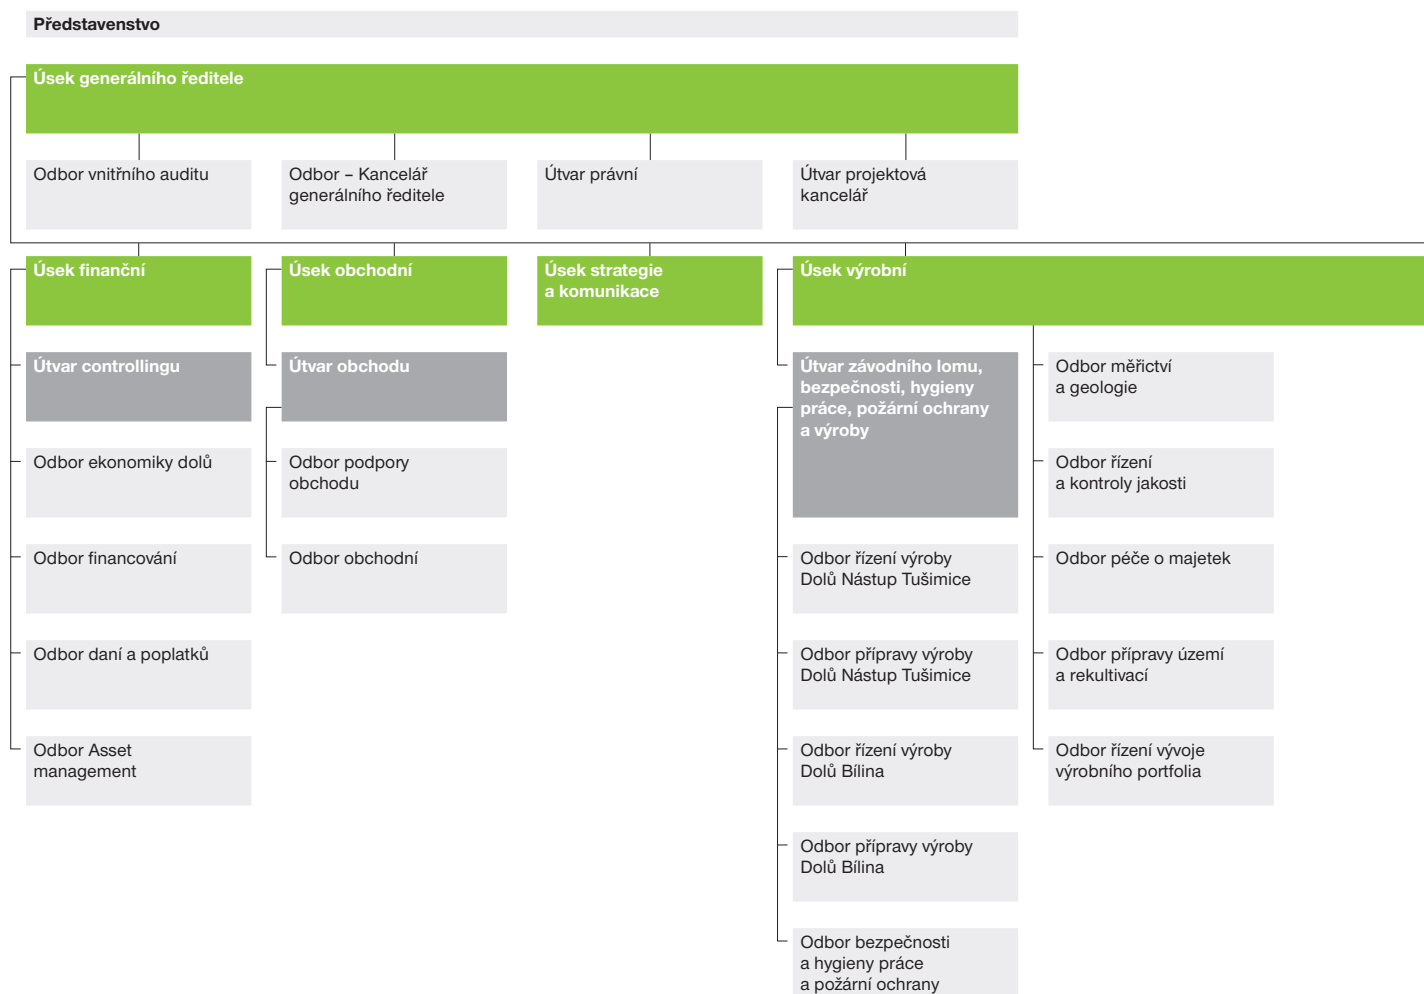 Představenstvo
Úsek generálního ředitele
Odbor vnitřního auditu
Odbor – Kancelář
generálního ředitele
Útvar právní
Útvar projektová
kancelář
Úsek finanční
Úsek obchodní
Úsek strategie
a komunikace
Úsek výrobní
Útvar controllingu
Odbor ekonomiky dolů
Odbor financování
Odbor daní a poplatků
Odbor Asset
management
Útvar obchodu
Odbor podpory
obchodu
Odbor obchodní
Útvar závodního lomu,
bezpečnosti, hygieny
práce, požární ochrany
a výroby
Odbor řízení výroby
Dolů Nástup Tušimice
Odbor přípravy výroby
Dolů Nástup Tušimice
Odbor řízení výroby
Dolů Bílina
Odbor přípravy výroby
Dolů Bílina
Odbor bezpečnosti
a hygieny práce
a požární ochrany
Odbor měřictví
a geologie
Odbor řízení
a kontroly jakosti
Odbor péče o majetek
Odbor přípravy území
a rekultivací
Odbor řízení vývoje
výrobního portfolia